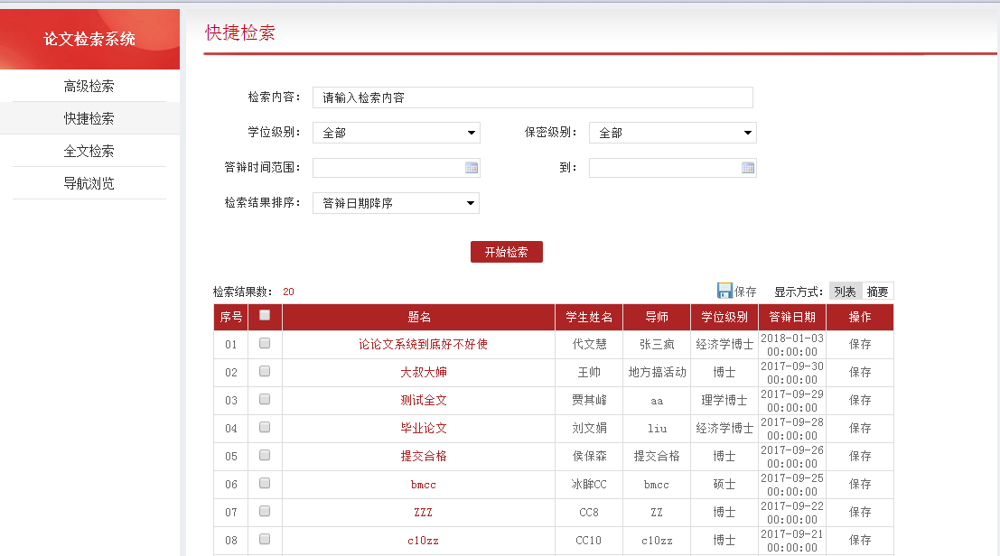 论文检索系统
高级检索
快捷检索
全文检索
导航浏览
快捷检索
检索内容： 请输入检索内容
学位级别： 全部 保密级别： 全部
答辩时间范围： 到：
检索结果排序： 答辩日期降序
开始检索
检索结果数： 20 保存 显示方式： 列表 摘要
序号 题名 学生姓名 导师 学位级别 答辩日期 操作
01 论论文系统到底好不好使 代文慧 张三疯 经济学博士 2018-01-03 00:00:00 保存
02 大叔大婶 王帅 地方搞活动 博士 2017-09-30 00:00:00 保存
03 测试全文 贾其峰 aa 理学博士 2017-09-29 00:00:00 保存
04 毕业论文 刘文娟 liu 经济学博士 2017-09-28 00:00:00 保存
05 提交合格 侯保森 提交合格 博士 2017-09-26 00:00:00 保存
06 bmcc 冰眸CC bmcc 硕士 2017-09-25 00:00:00 保存
07 ZZZ CC8 ZZ 博士 2017-09-22 00:00:00 保存
08 c10zz CC10 c10zz 博士 2017-09-21 00:00:00 保存